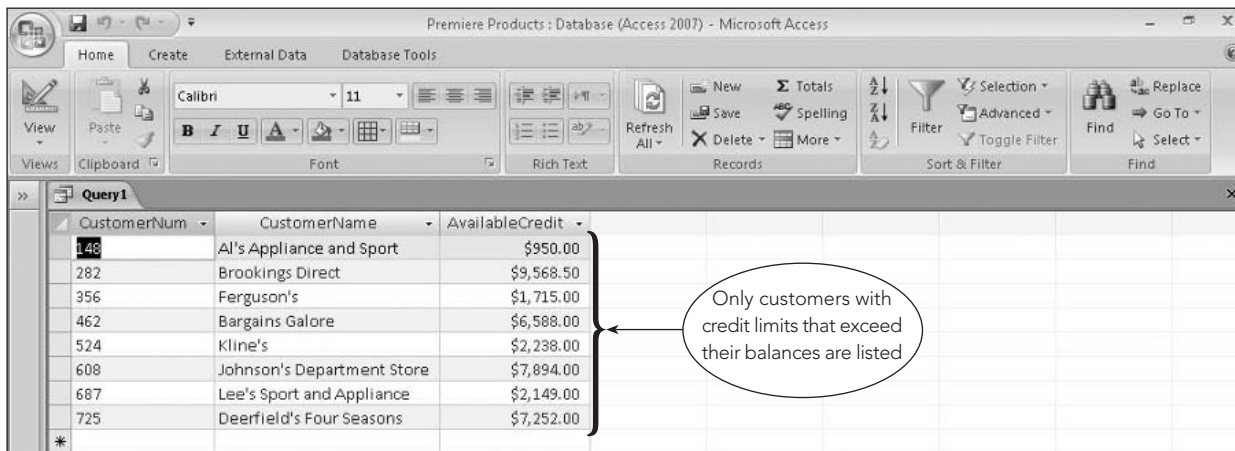 Premiere Products : Database (Access 2007) - Microsoft Access
Home Create External Data Database Tools
View
Views
Paste
Clipboard
Calibri 11
B I U A
Font
ab
Rich Text
Refresh All
New
Save
Delete
Σ Totals
ABC Spelling
More
Records
A Z
Z A
A Z
Filter
Selection
Advanced
Toggle Filter
Sort & Filter
Find
ab ac Replace
Go To
Select
Find
Query1
CustomerNum CustomerName AvailableCredit
148 Al's Appliance and Sport $950.00
282 Brookings Direct $9,568.50
356 Ferguson's $1,715.00
462 Bargains Galore $6,588.00
524 Kline's $2,238.00
608 Johnson's Department Store $7,894.00
687 Lee's Sport and Appliance $2,149.00
725 Deerfield's Four Seasons $7,252.00
*
Only customers with
credit limits that exceed
their balances are listed